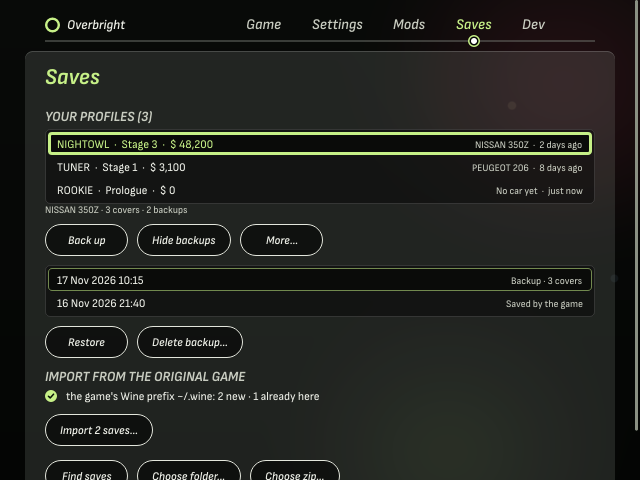 Overbright
Game Settings Mods Saves Dev
Saves
YOUR PROFILES (3)
NIGHTOWL · Stage 3 · $ 48,200 NISSAN 350Z · 2 days ago
TUNER · Stage 1 · $ 3,100 PEUGEOT 206 · 8 days ago
ROOKIE · Prologue · $ 0 No car yet · just now
NISSAN 350Z · 3 covers · 2 backups
Back up Hide backups More...
17 Nov 2026 10:15 Backup · 3 covers
16 Nov 2026 21:40 Saved by the game
Restore Delete backup...
IMPORT FROM THE ORIGINAL GAME
the game's Wine prefix ~/.wine: 2 new · 1 already here
Import 2 saves...
Find saves Choose folder... Choose zip...